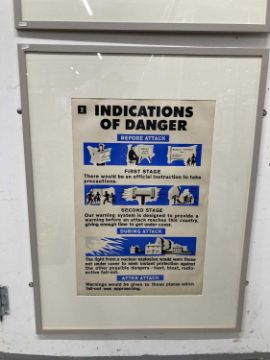 1
INDICATIONS
OF DANGER
BEFORE ATTACK
FIRST STAGE
There would be an official instruction to take
precautions.
SECOND STAGE
Our warning system is designed to provide a
warning before an attack reaches this country,
giving enough time to get under cover.
DURING ATTACK
The light from a nuclear explosion would warn those
not under cover to seek instant protection against
the other possible dangers—heat, blast, radio-
active fall-out.
AFTER ATTACK
Warnings would be given to those places which
fall-out was approaching.